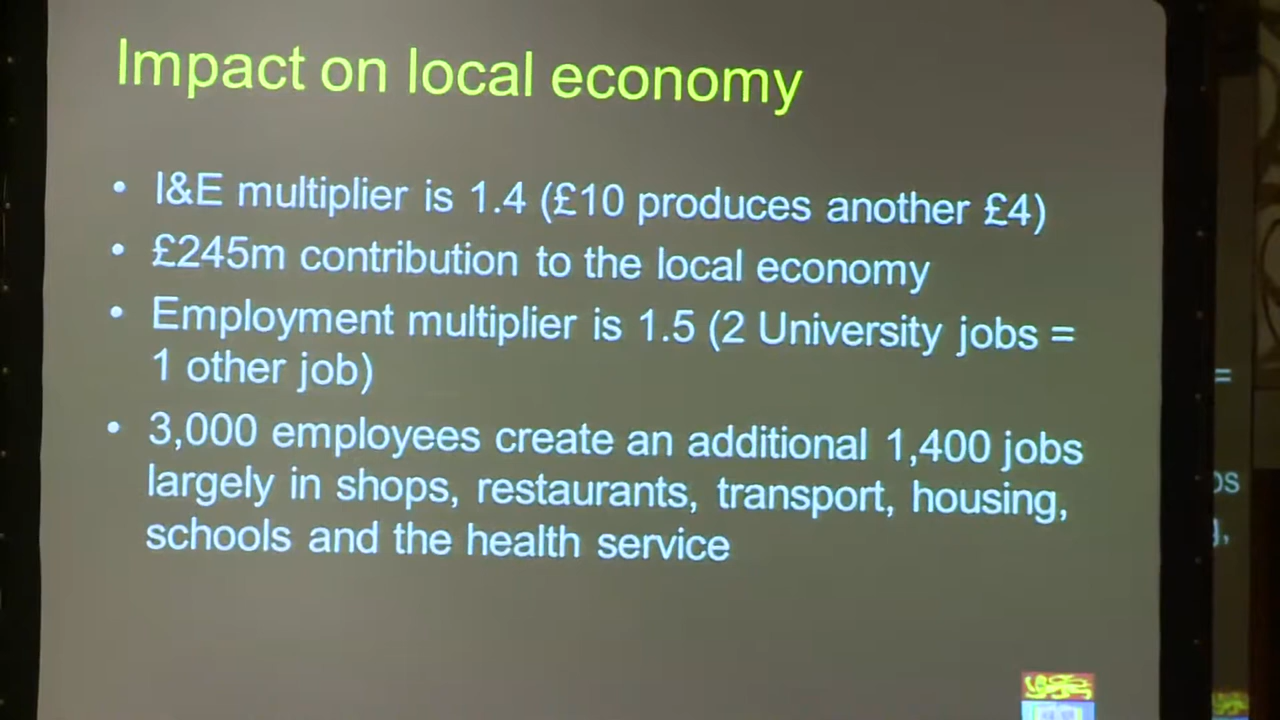 Impact on local economy
• I&E multiplier is 1.4 (£10 produces another £4)
• £245m contribution to the local economy
• Employment multiplier is 1.5 (2 University jobs =
1 other job)
• 3,000 employees create an additional 1,400 jobs
largely in shops, restaurants, transport, housing,
schools and the health service
=
os
g,